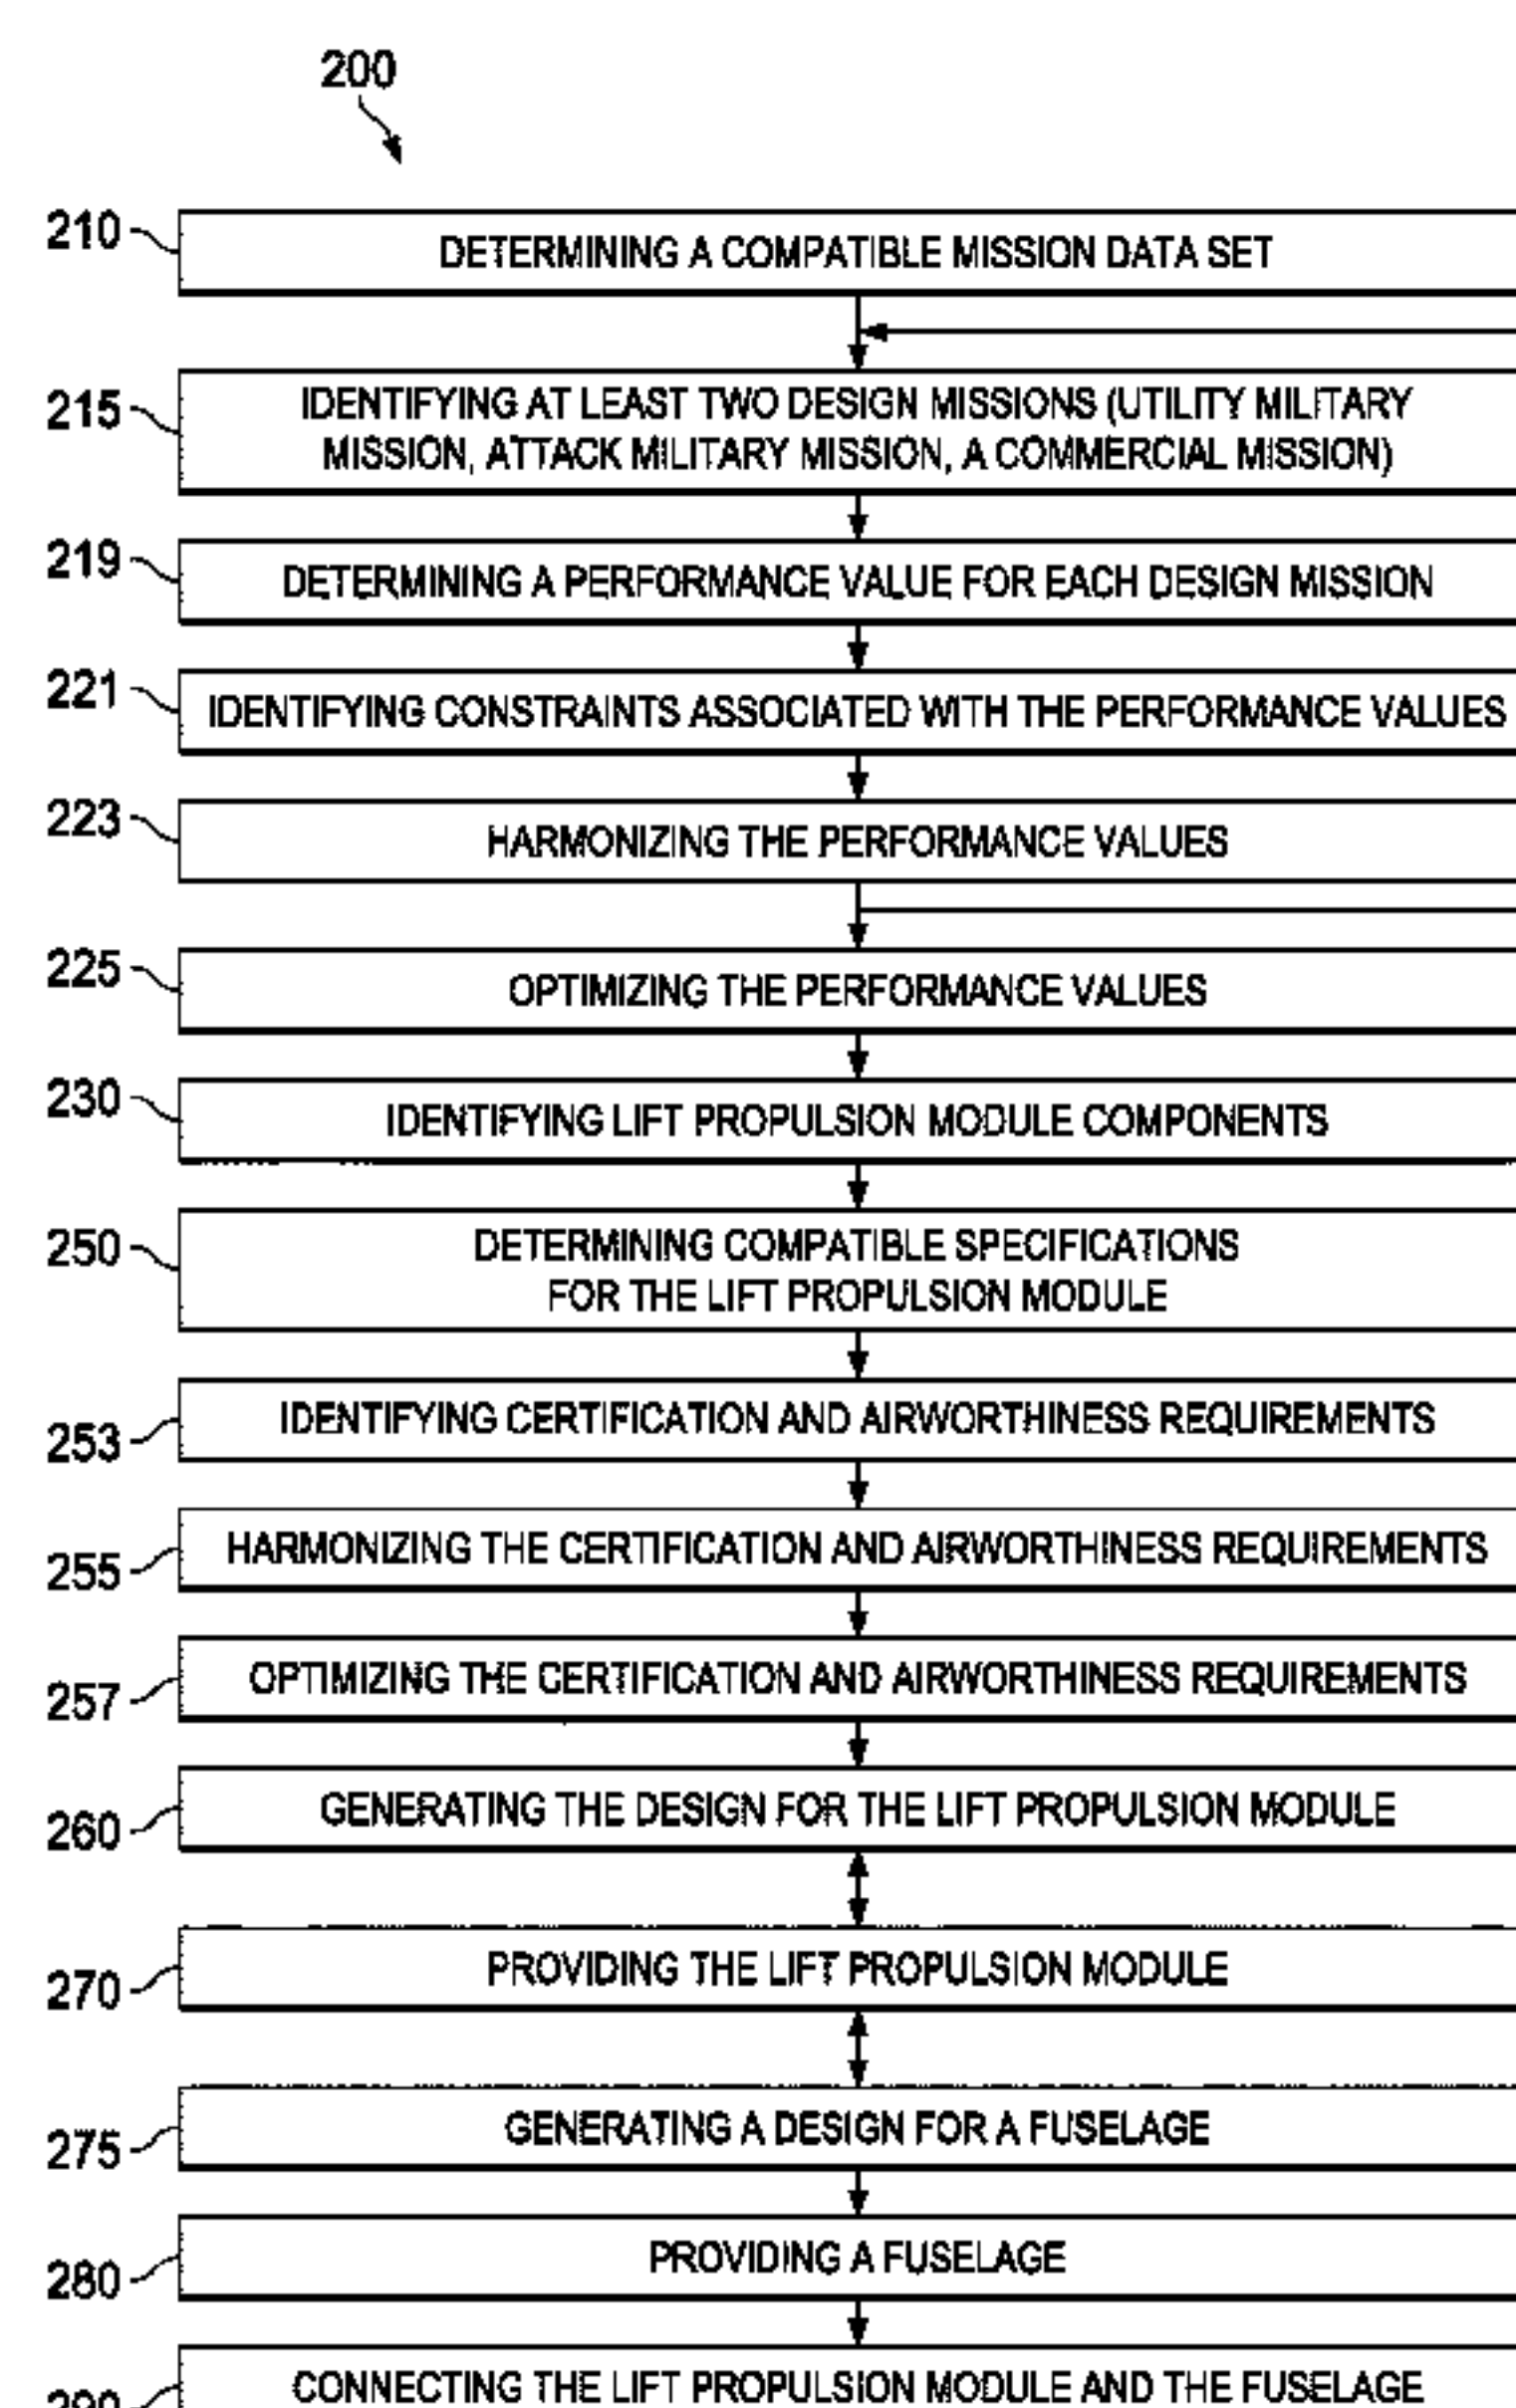 200
210
DETERMINING A COMPATIBLE MISSION DATA SET
215
IDENTIFYING AT LEAST TWO DESIGN MISSIONS (UTILITY MILITARY
MISSION, ATTACK MILITARY MISSION, A COMMERCIAL MISSION)
219
DETERMINING A PERFORMANCE VALUE FOR EACH DESIGN MISSION
221
IDENTIFYING CONSTRAINTS ASSOCIATED WITH THE PERFORMANCE VALUES
223
HARMONIZING THE PERFORMANCE VALUES
225
OPTIMIZING THE PERFORMANCE VALUES
230
IDENTIFYING LIFT PROPULSION MODULE COMPONENTS
250
DETERMINING COMPATIBLE SPECIFICATIONS
FOR THE LIFT PROPULSION MODULE
253
IDENTIFYING CERTIFICATION AND AIRWORTHINESS REQUIREMENTS
255
HARMONIZING THE CERTIFICATION AND AIRWORTHINESS REQUIREMENTS
257
OPTIMIZING THE CERTIFICATION AND AIRWORTHINESS REQUIREMENTS
260
GENERATING THE DESIGN FOR THE LIFT PROPULSION MODULE
270
PROVIDING THE LIFT PROPULSION MODULE
275
GENERATING A DESIGN FOR A FUSELAGE
280
PROVIDING A FUSELAGE
CONNECTING THE LIFT PROPULSION MODULE AND THE FUSELAGE